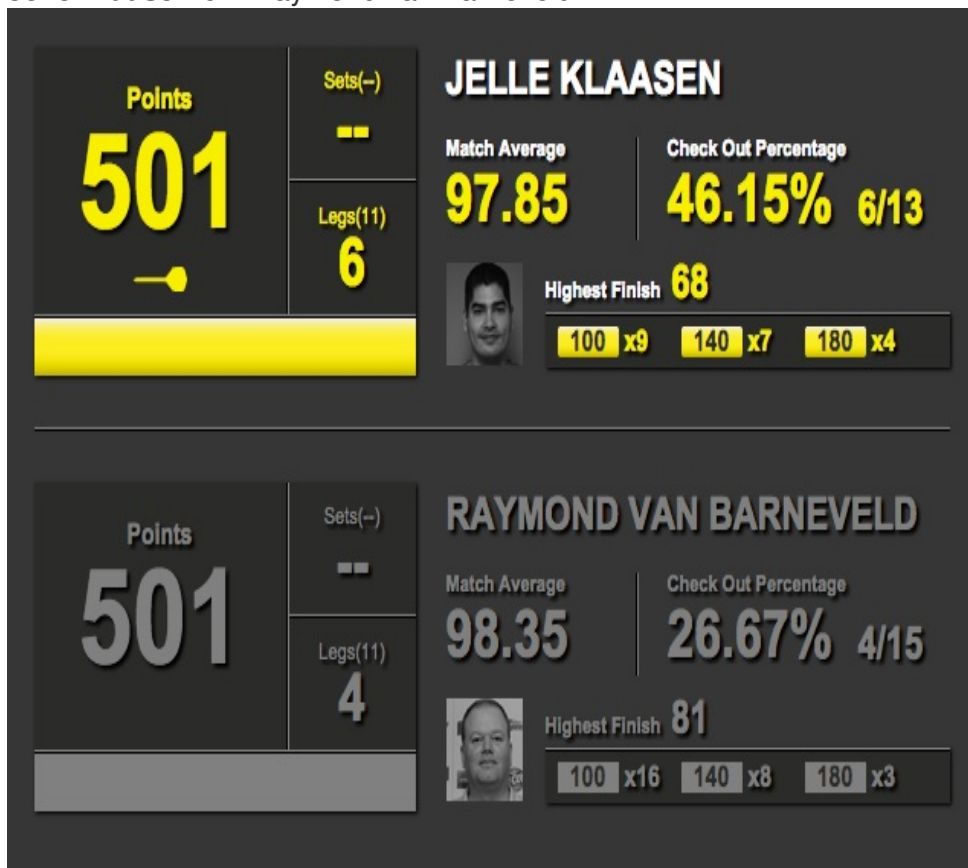 Points
501
Sets(--)
--
Legs(11)
6
JELLE KLAASEN
Match Average
97.85
Check Out Percentage
46.15% 6/13
Highest Finish 68
100 x9 140 x7 180 x4
Points
501
Sets(--)
--
Legs(11)
4
RAYMOND VAN BARNEVELD
Match Average
98.35
Check Out Percentage
26.67% 4/15
Highest Finish 81
100 x16 140 x8 180 x3